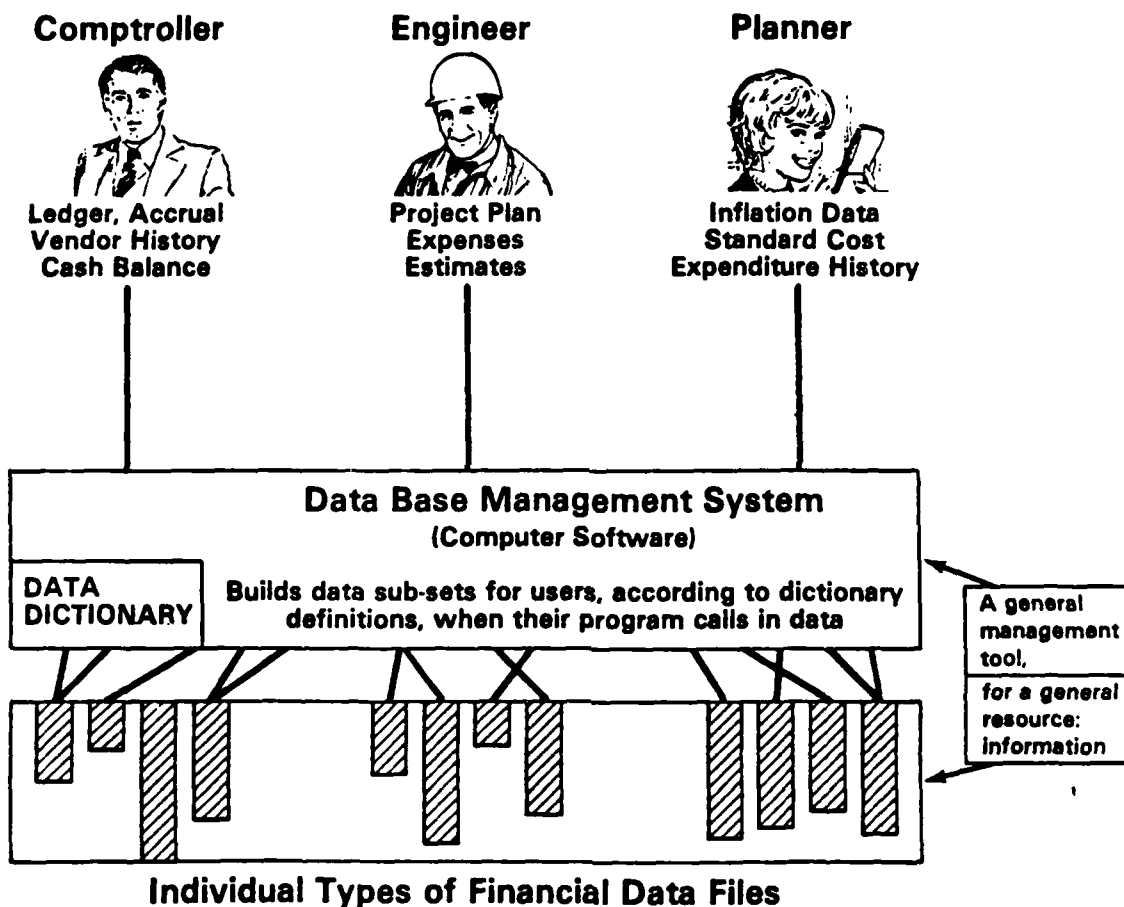 Comptroller
Engineer
Planner
Ledger, Accrual
Vendor History
Cash Balance
Project Plan
Expenses
Estimates
Inflation Data
Standard Cost
Expenditure History
Data Base Management System
(Computer Software)
DATA
DICTIONARY
Builds data sub-sets for users, according to dictionary
definitions, when their program calls in data
A general
management
tool,
for a general
resource:
information
Individual Types of Financial Data Files